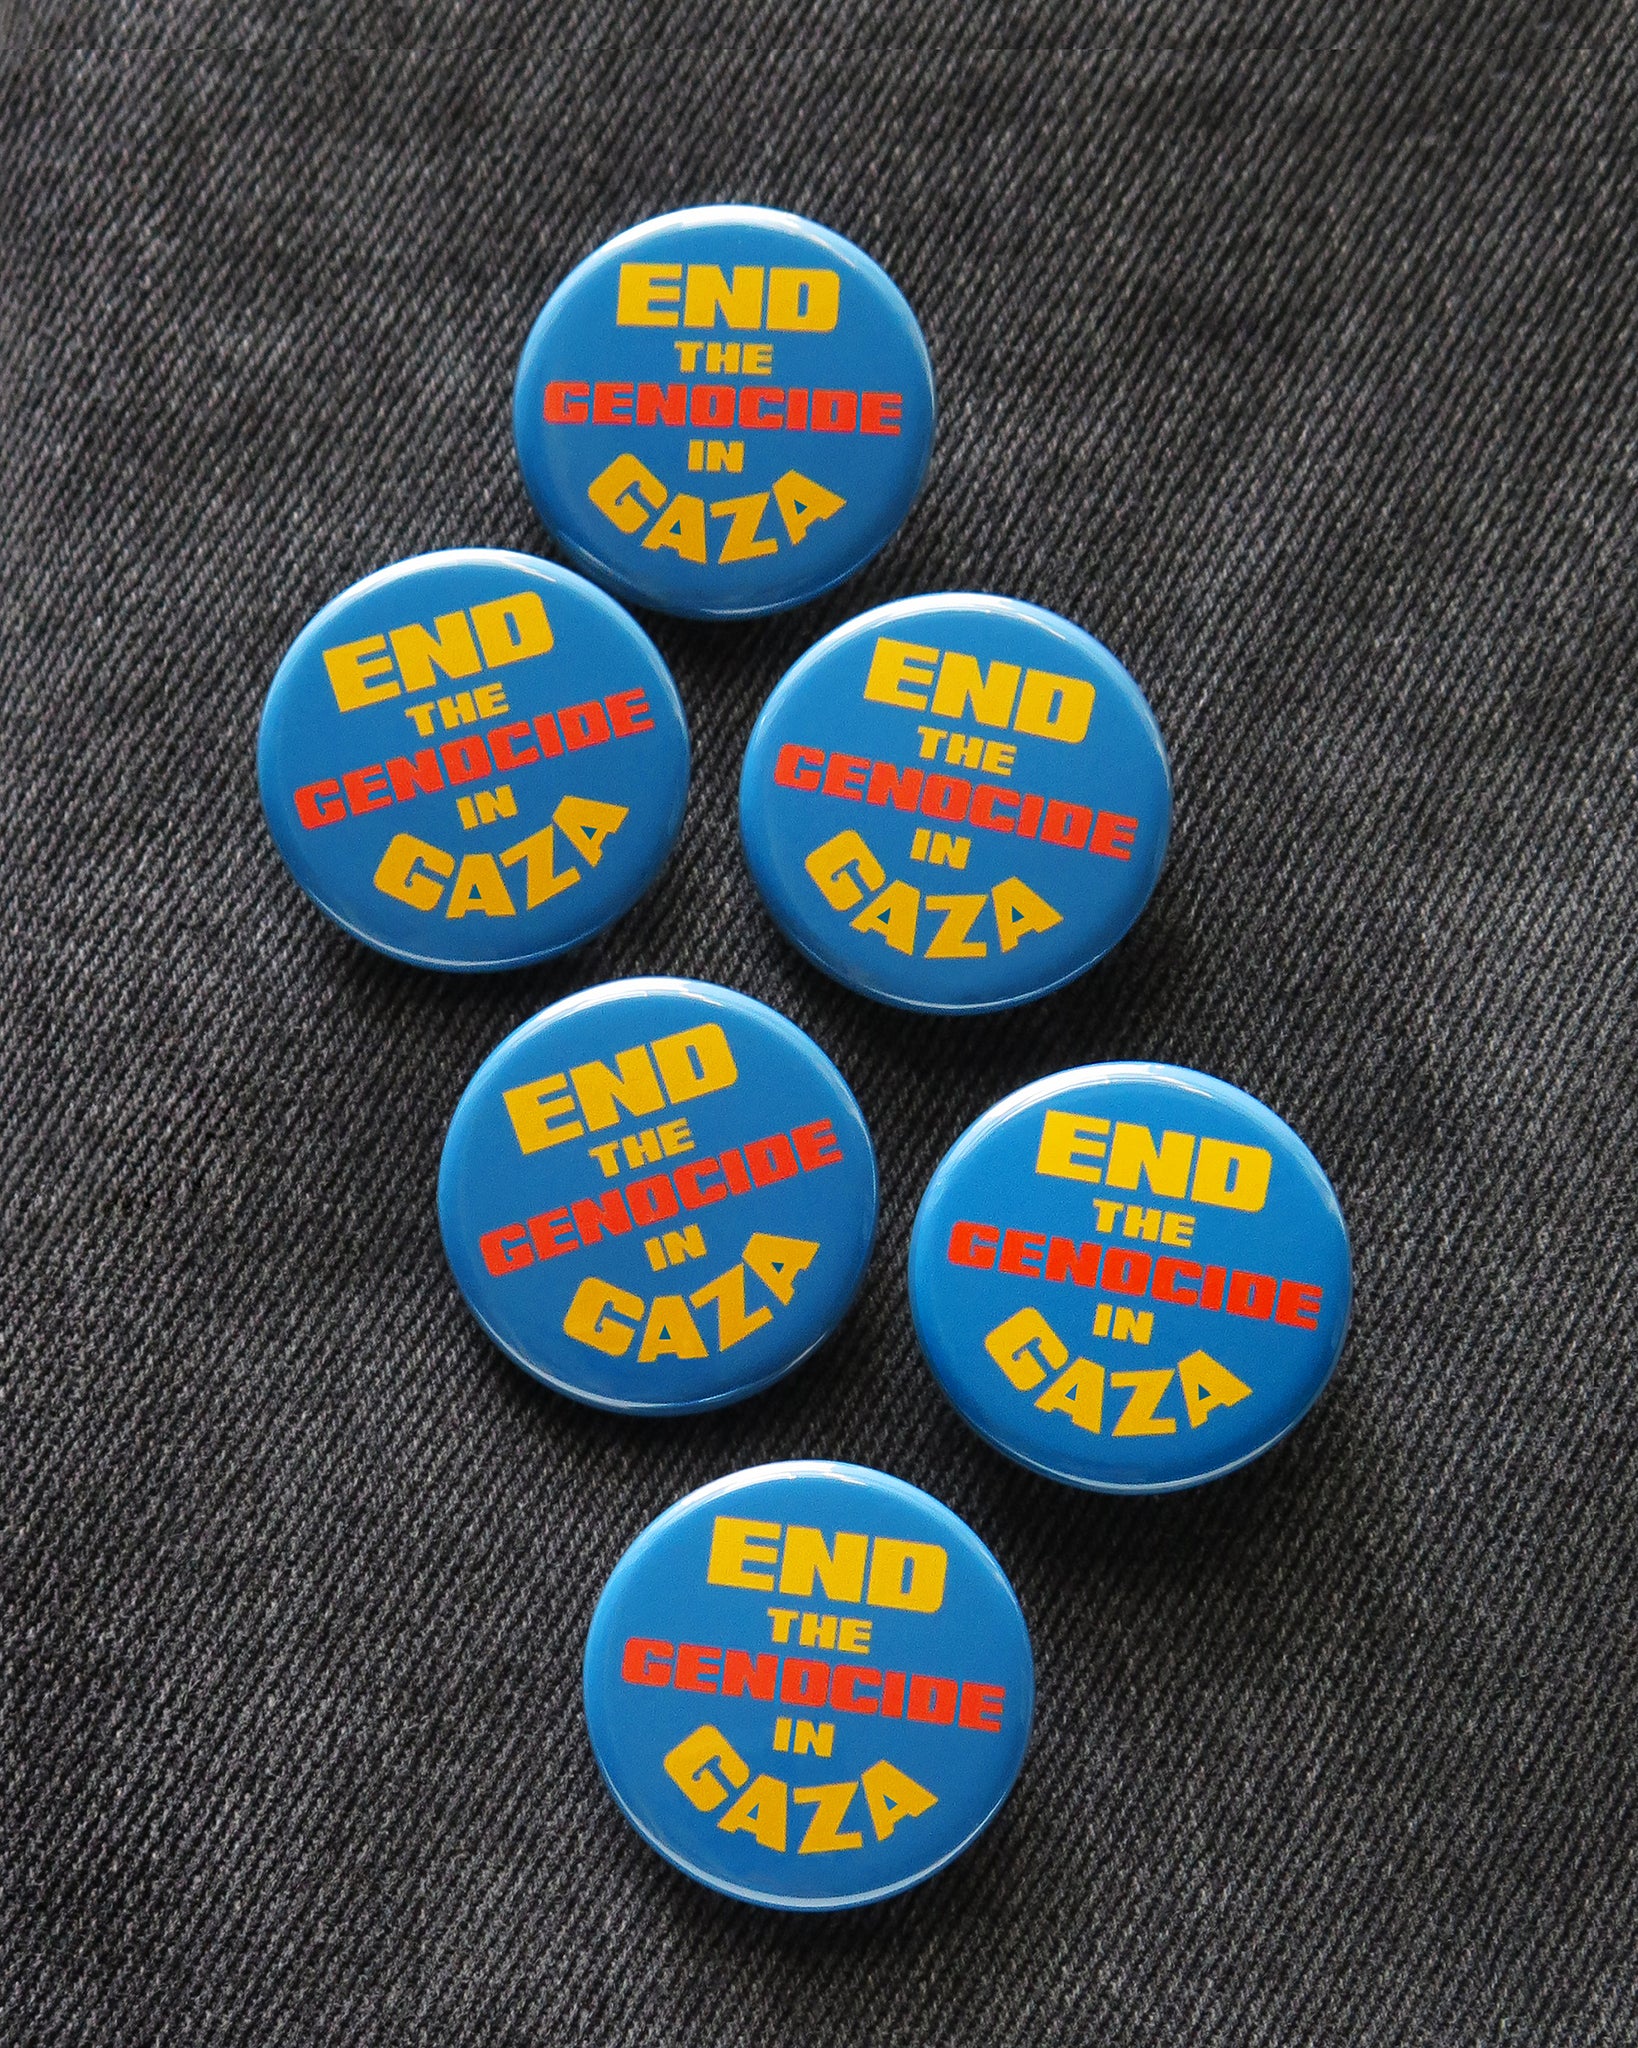 END
THE
GENOCIDE
IN
GAZA
END
THE
GENOCIDE
IN
GAZA
END
THE
GENOCIDE
IN
GAZA
END
THE
GENOCIDE
IN
GAZA
END
THE
GENOCIDE
IN
GAZA
END
THE
GENOCIDE
IN
GAZA